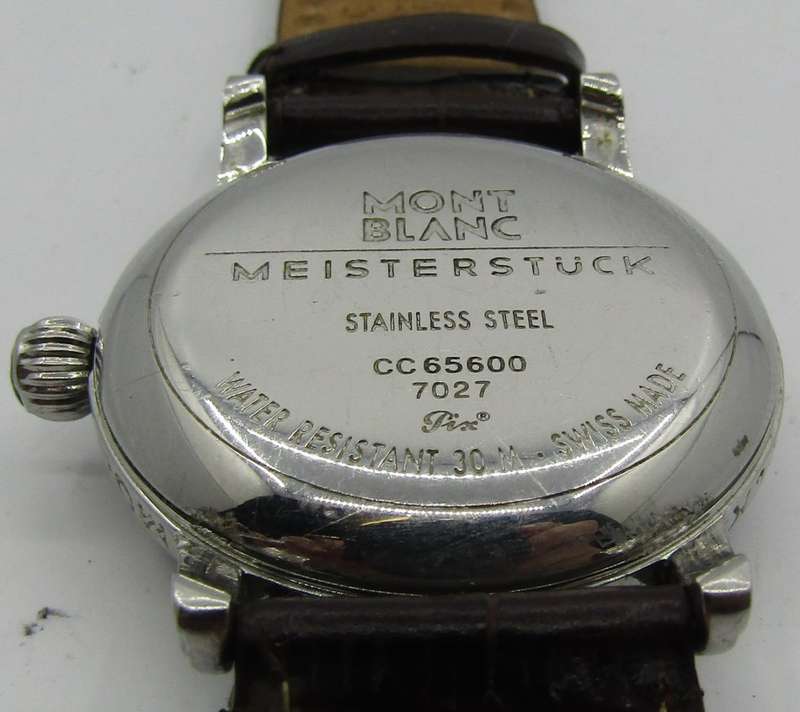 MONT
BLANC
MEISTERSTÜCK
STAINLESS STEEL
CC65600
7027
Pix®
WATER RESISTANT 30 M · SWISS MADE